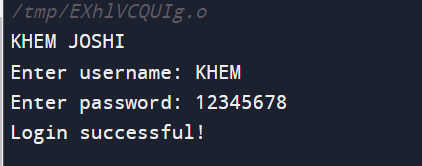 /tmp/EXhlVCQUIg.o
KHEM JOSHI
Enter username: KHEM
Enter password: 12345678
Login successful!